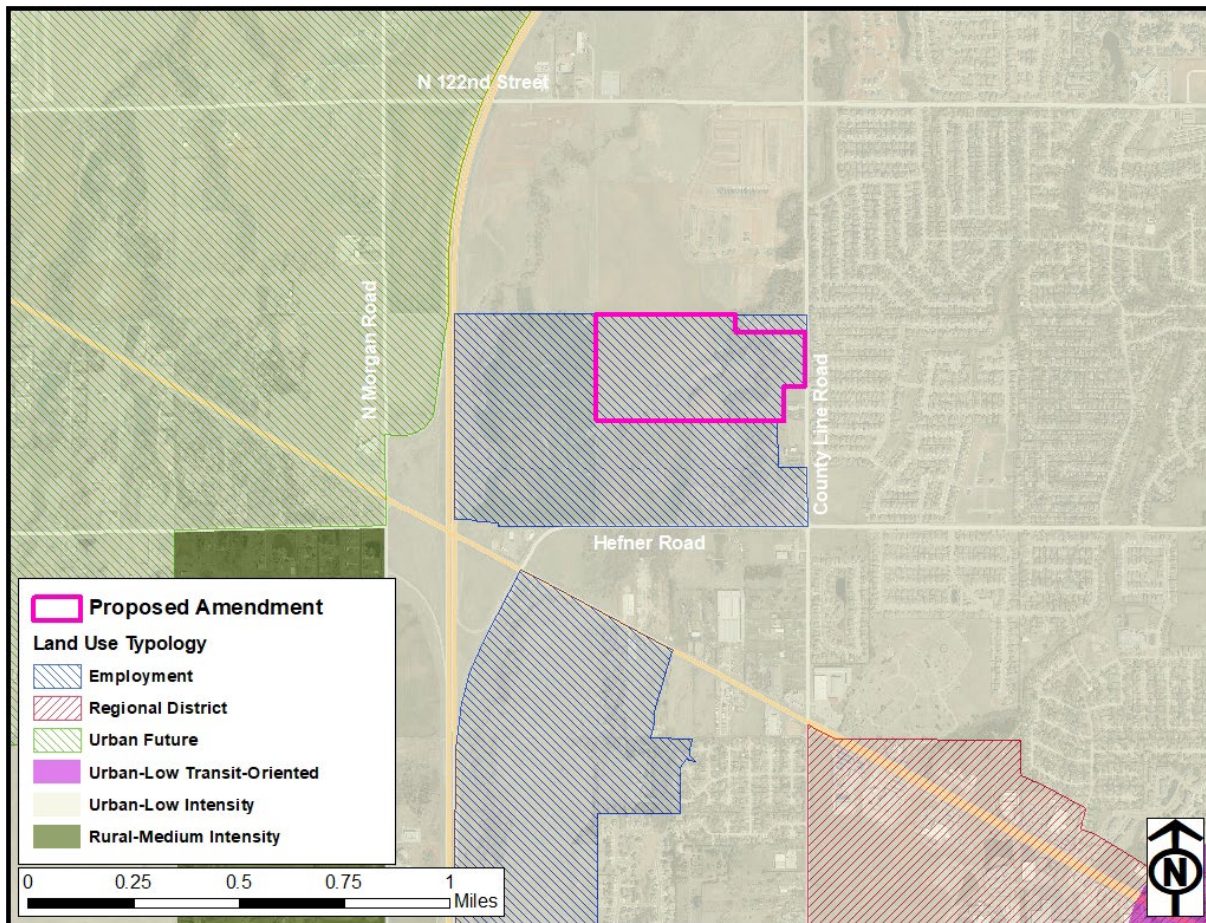 N 122nd Street
N Morgan Road
County Line Road
Hefner Road
Proposed Amendment
Land Use Typology
Employment
Regional District
Urban Future
Urban-Low Transit-Oriented
Urban-Low Intensity
Rural-Medium Intensity
0 0.25 0.5 0.75 1
Miles
N